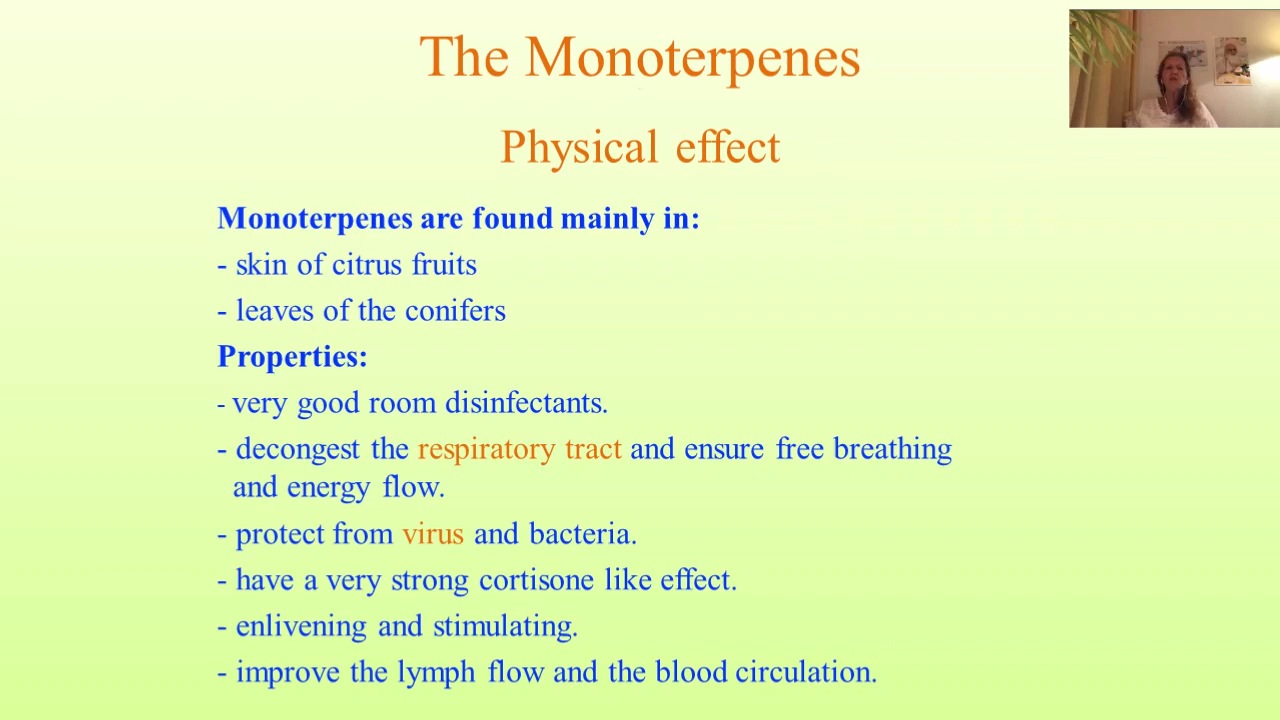 The Monoterpenes
Physical effect
Monoterpenes are found mainly in:
- skin of citrus fruits
- leaves of the conifers
Properties:
- very good room disinfectants.
- decongest the respiratory tract and ensure free breathing
and energy flow.
- protect from virus and bacteria.
- have a very strong cortisone like effect.
- enlivening and stimulating.
- improve the lymph flow and the blood circulation.